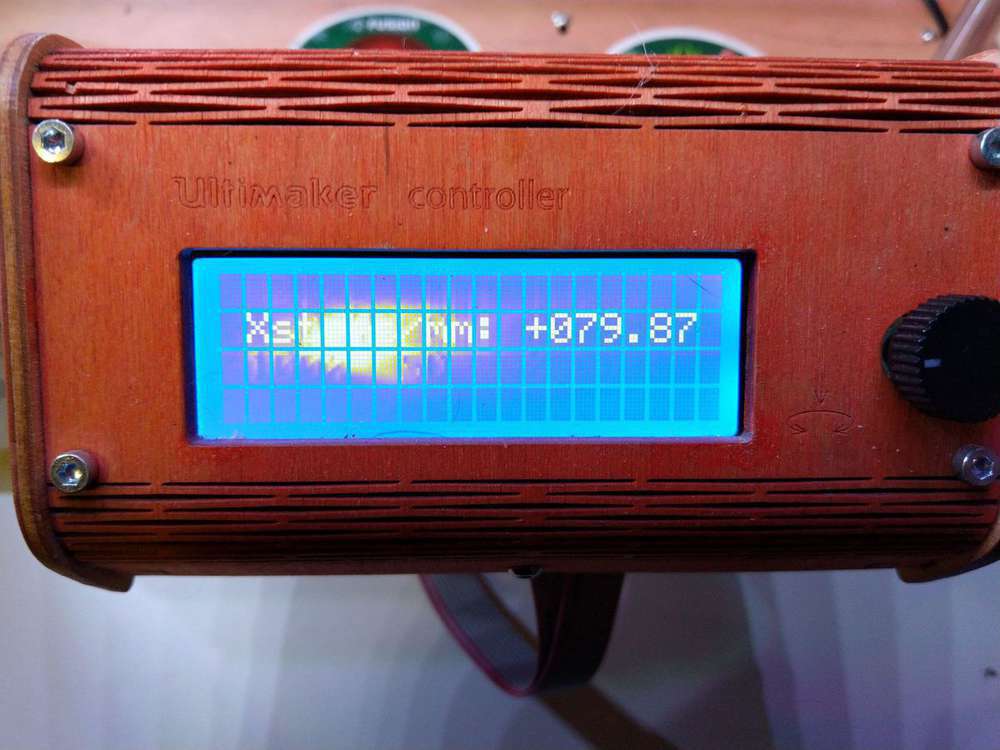 Ultimaker controller
/mm: +079.87